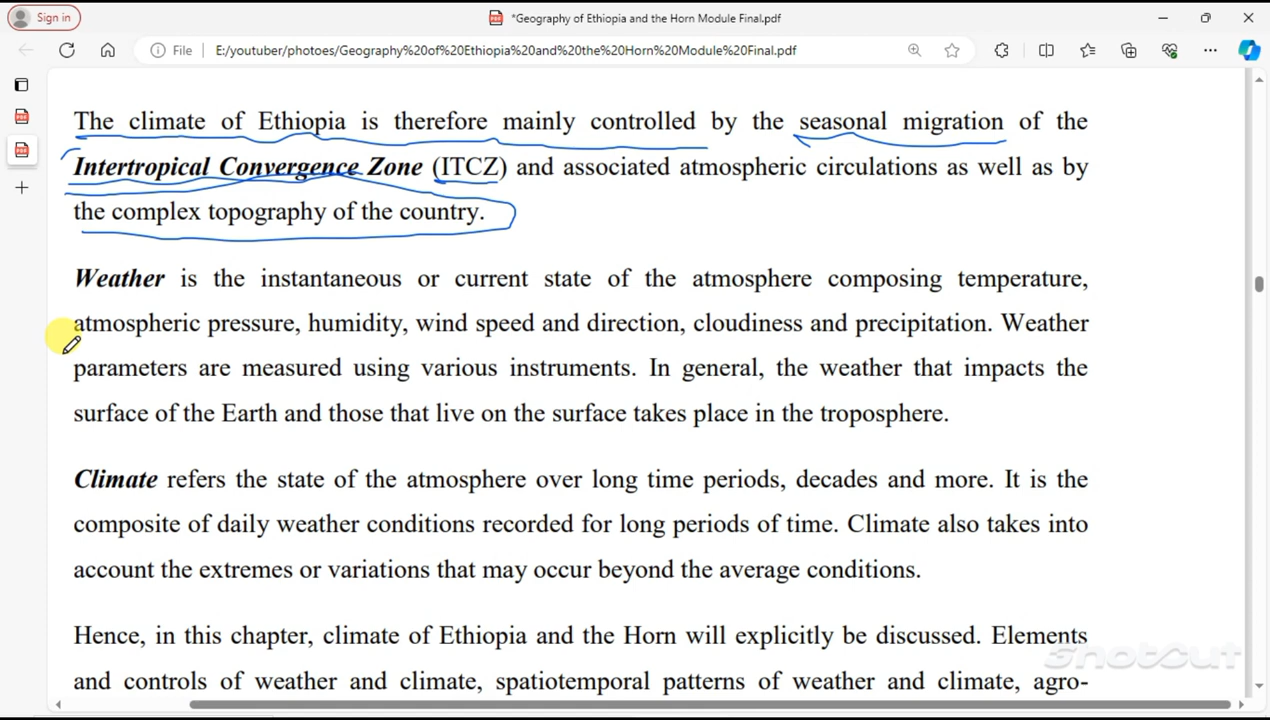 Sign in
*Geography of Ethiopia and the Horn Module Final.pdf
File
E:/youtuber/photoes/Geography%20of%20Ethiopia%20and%20the%20Horn%20Module%20Final.pdf
The climate of Ethiopia is therefore mainly controlled by the seasonal migration of the
Intertropical Convergence Zone (ITCZ) and associated atmospheric circulations as well as by
the complex topography of the country.
Weather is the instantaneous or current state of the atmosphere composing temperature,
atmospheric pressure, humidity, wind speed and direction, cloudiness and precipitation. Weather
parameters are measured using various instruments. In general, the weather that impacts the
surface of the Earth and those that live on the surface takes place in the troposphere.
Climate refers the state of the atmosphere over long time periods, decades and more. It is the
composite of daily weather conditions recorded for long periods of time. Climate also takes into
account the extremes or variations that may occur beyond the average conditions.
Hence, in this chapter, climate of Ethiopia and the Horn will explicitly be discussed. Elements
and controls of weather and climate, spatiotemporal patterns of weather and climate, agro-